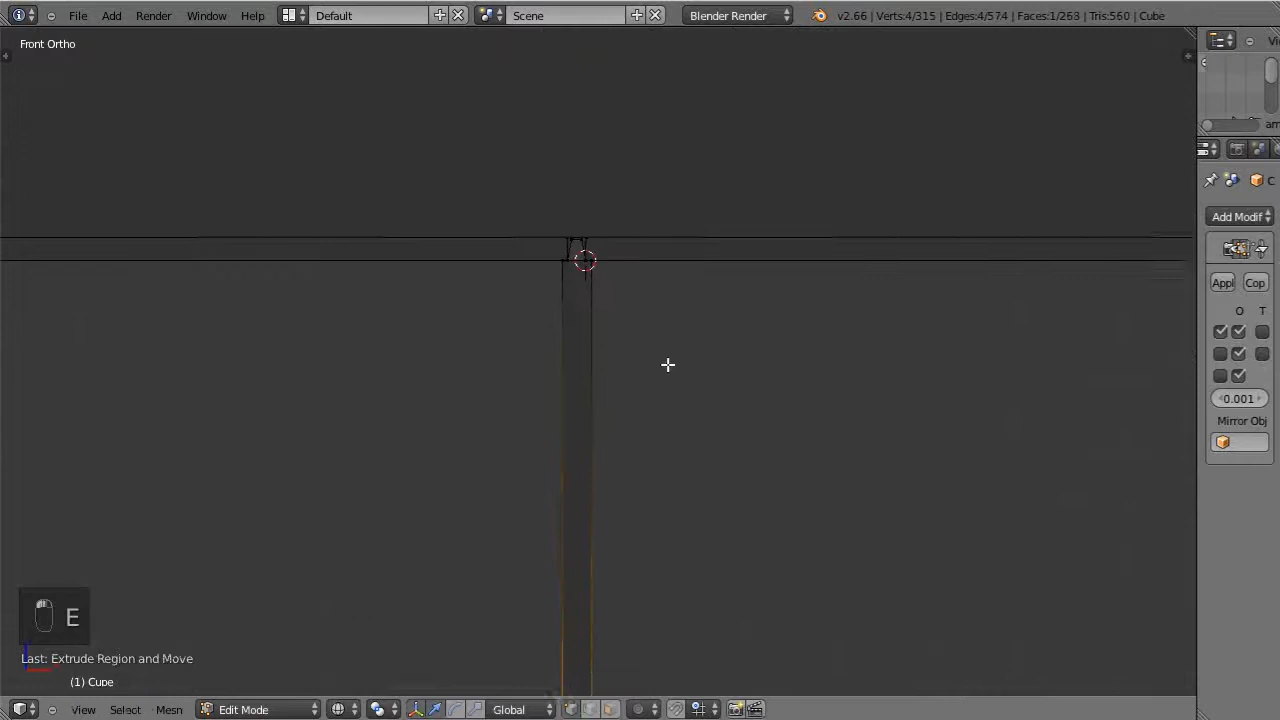 File Add Render Window Help Default Scene Blender Render v2.66 | Verts:4/315 | Edges:4/574 | Faces:1/268 | Tris:560 | Cube
Front Ortho
Add Modif
Appl Cop
O T
0.001
Mirror Obj
E
Last: Extrude Region and Move
(1) Cube
View Select Mesh Edit Mode Global